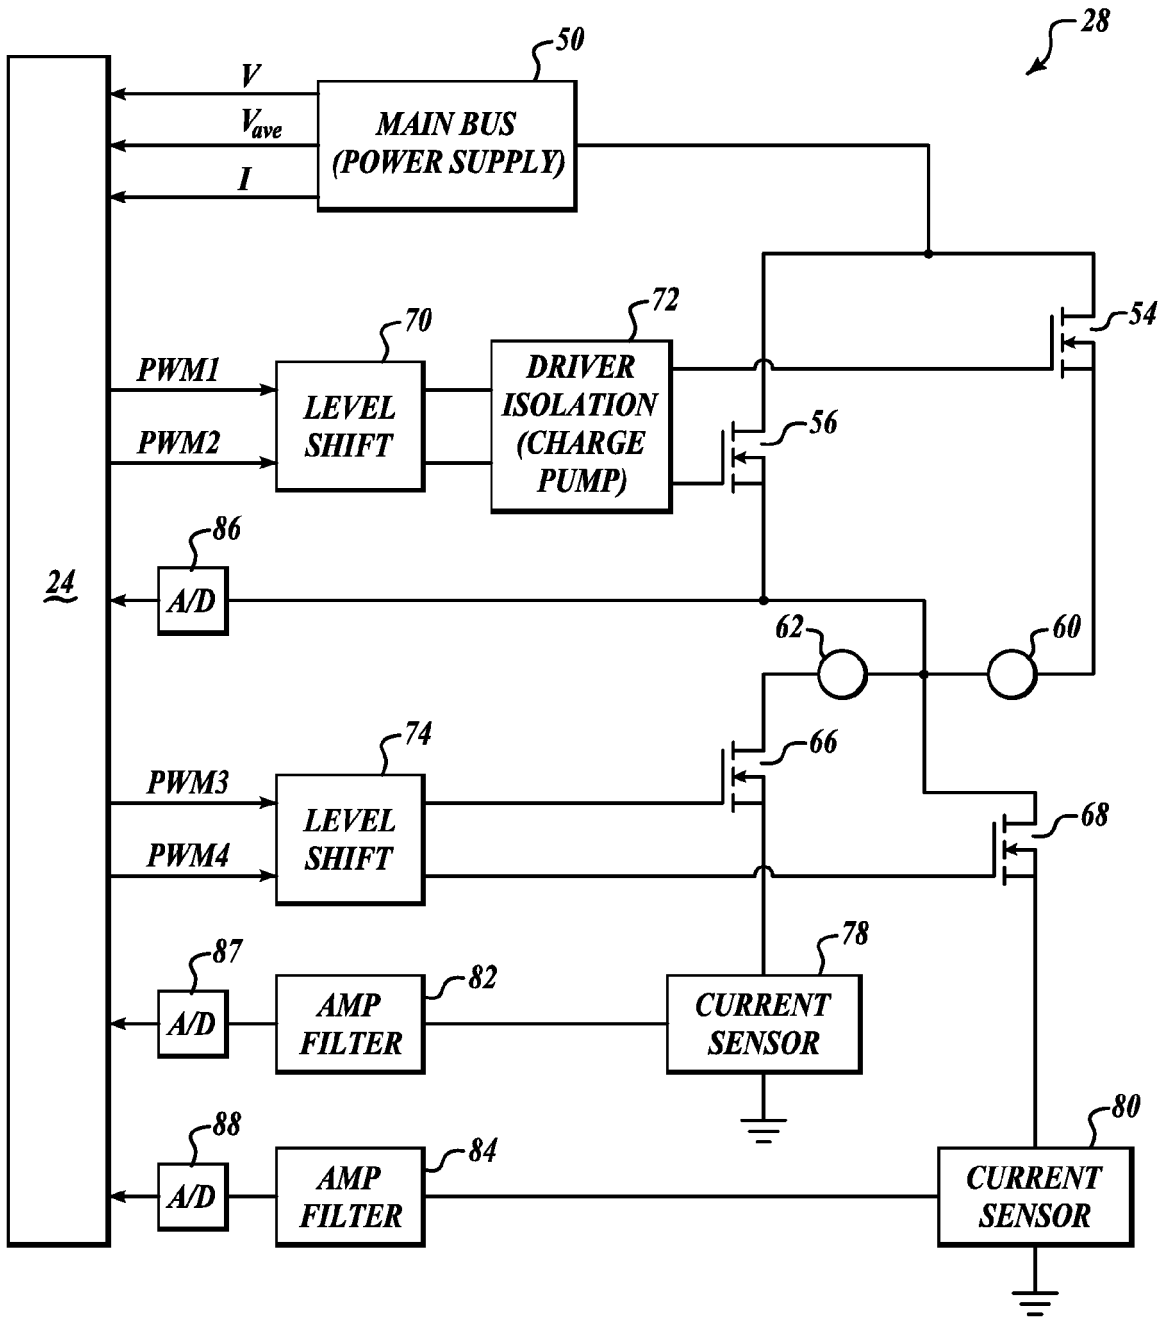 28
50
V
V_ave
I
MAIN BUS
(POWER SUPPLY)
54
70
72
PWM1
PWM2
LEVEL
SHIFT
DRIVER
ISOLATION
(CHARGE
PUMP)
56
86
24
A/D
62
60
74
66
PWM3
PWM4
LEVEL
SHIFT
68
87
82
78
A/D
AMP
FILTER
CURRENT
SENSOR
88
84
80
A/D
AMP
FILTER
CURRENT
SENSOR